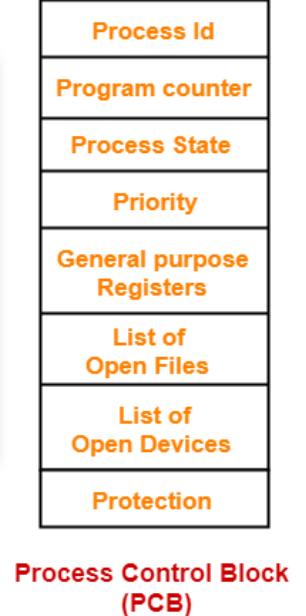 Process Id
Program counter
Process State
Priority
General purpose
Registers
List of
Open Files
List of
Open Devices
Protection
Process Control Block
(PCB)